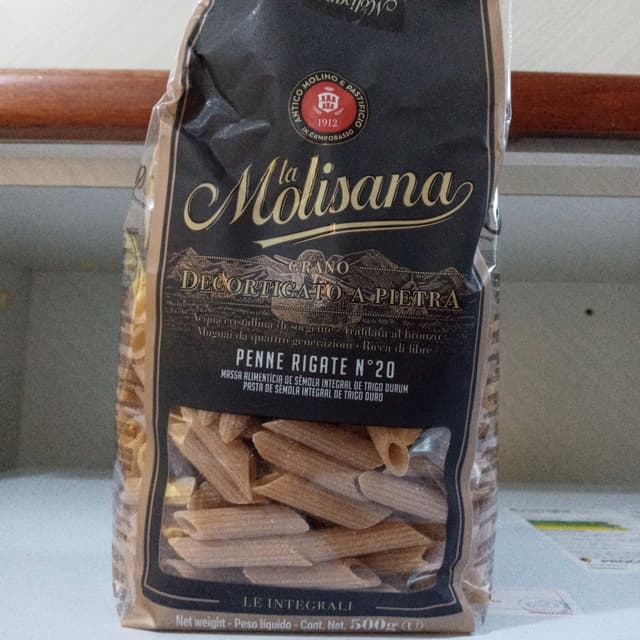 ANTICO MOLINO E PASTIFICIO
1912
IN CAMPOBASSO
la
Molisana
GRANO
DECORTICATO A PIETRA
Acqua cristallina di sorgente • Trafilata al bronzo
Mugnai da quattro generazioni • Ricca di fibre
PENNE RIGATE N°20
MASSA ALIMENTÍCIA DE SÊMOLA INTEGRAL DE TRIGO DURUM
PASTA DE SÉMOLA INTEGRAL DE TRIGO DURO
LE INTEGRALI
Net weight - Peso líquido - Cont. Net. 500g